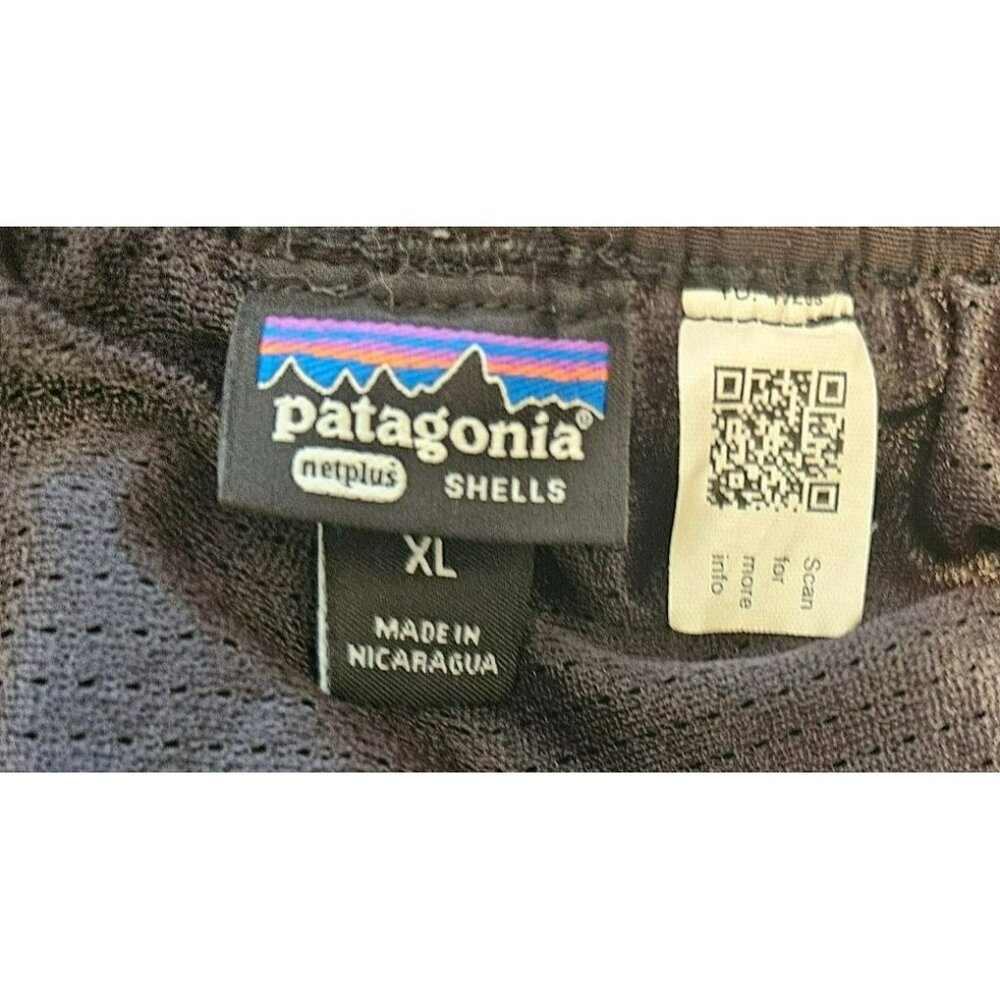 patagonia®
netplus
SHELLS
XL
MADE IN
NICARAGUA
Scan
for
more
info